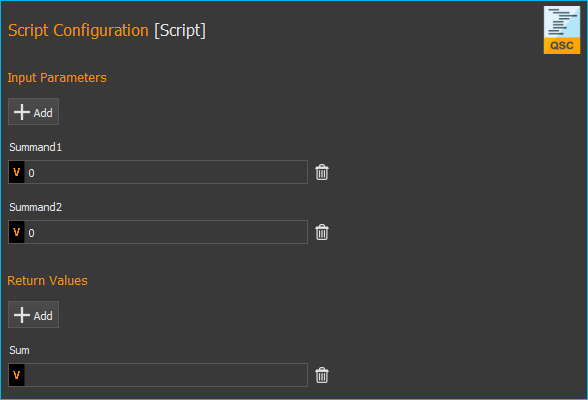 Script Configuration [Script]
QSC
Input Parameters
Add
Summand1
V 0
Summand2
V 0
Return Values
Add
Sum
V